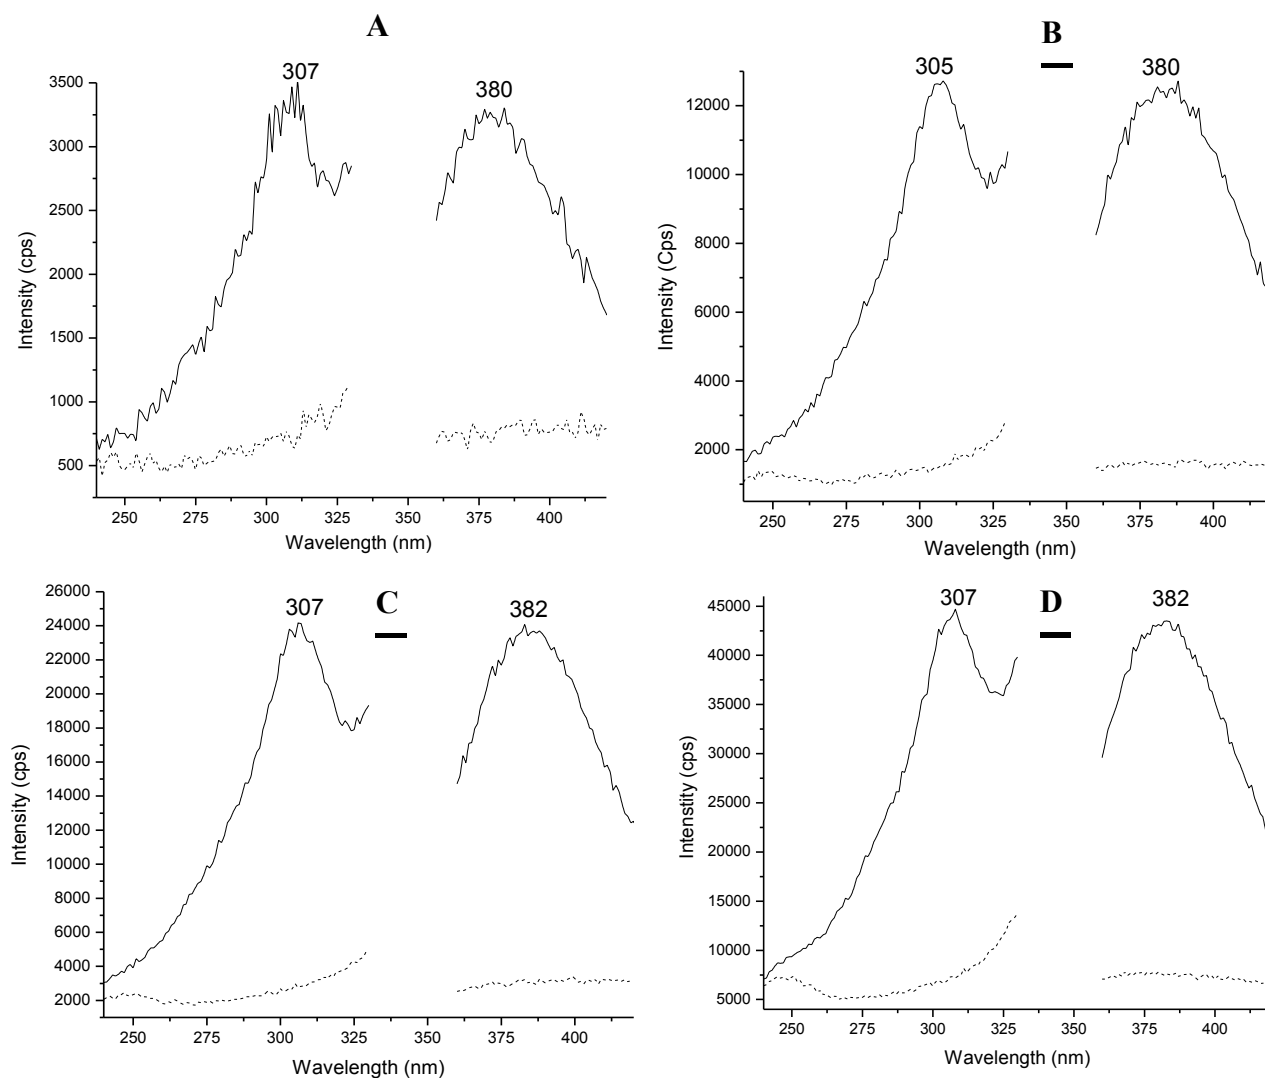 A
307
380
3500
3000
2500
2000
1500
1000
500
250 275 300 325 350 375 400
Intensity (cps)
Wavelength (nm)
B
305
380
12000
10000
8000
6000
4000
2000
250 275 300 325 350 375 400
Intensity (Cps)
Wavelength (nm)
C
307
382
26000
24000
22000
20000
18000
16000
14000
12000
10000
8000
6000
4000
2000
250 275 300 325 350 375 400
Intensity (cps)
Wavelength (nm)
D
307
382
45000
40000
35000
30000
25000
20000
15000
10000
5000
250 275 300 325 350 375 400
Intenstity (cps)
Wavelength (nm)